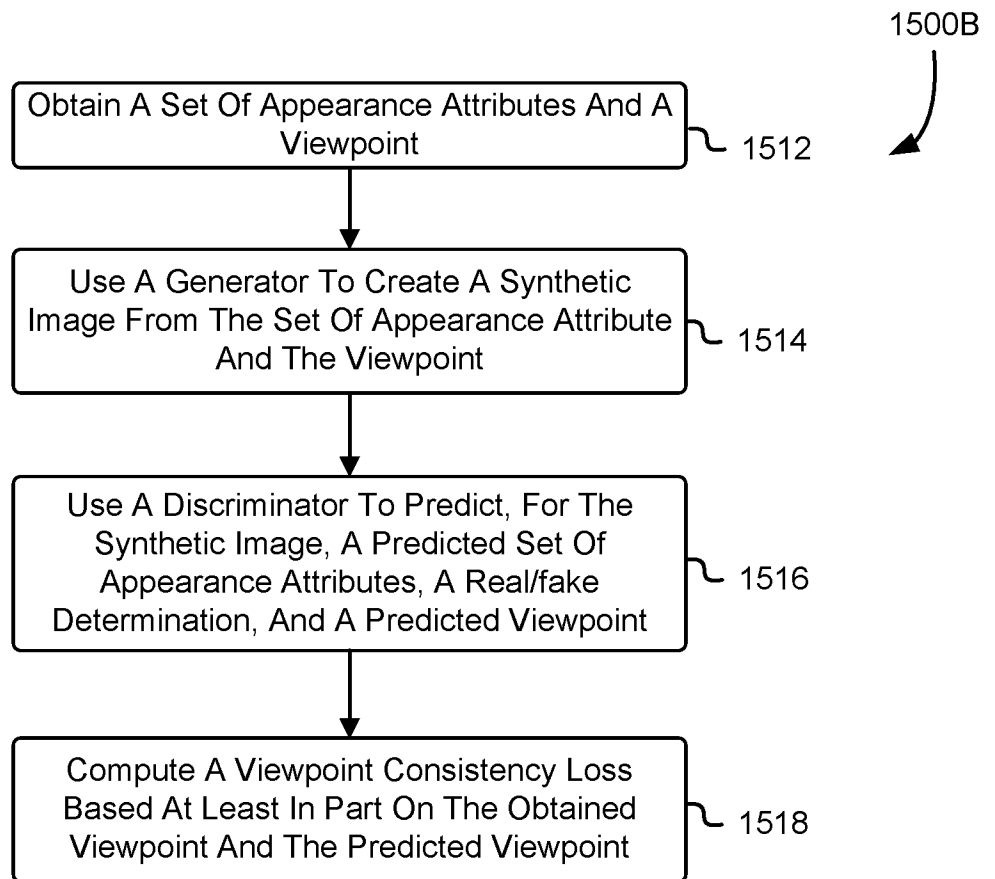 1500B
Obtain A Set Of Appearance Attributes And A
Viewpoint
1512
Use A Generator To Create A Synthetic
Image From The Set Of Appearance Attribute
And The Viewpoint
1514
Use A Discriminator To Predict, For The
Synthetic Image, A Predicted Set Of
Appearance Attributes, A Real/fake
Determination, And A Predicted Viewpoint
1516
Compute A Viewpoint Consistency Loss
Based At Least In Part On The Obtained
Viewpoint And The Predicted Viewpoint
1518